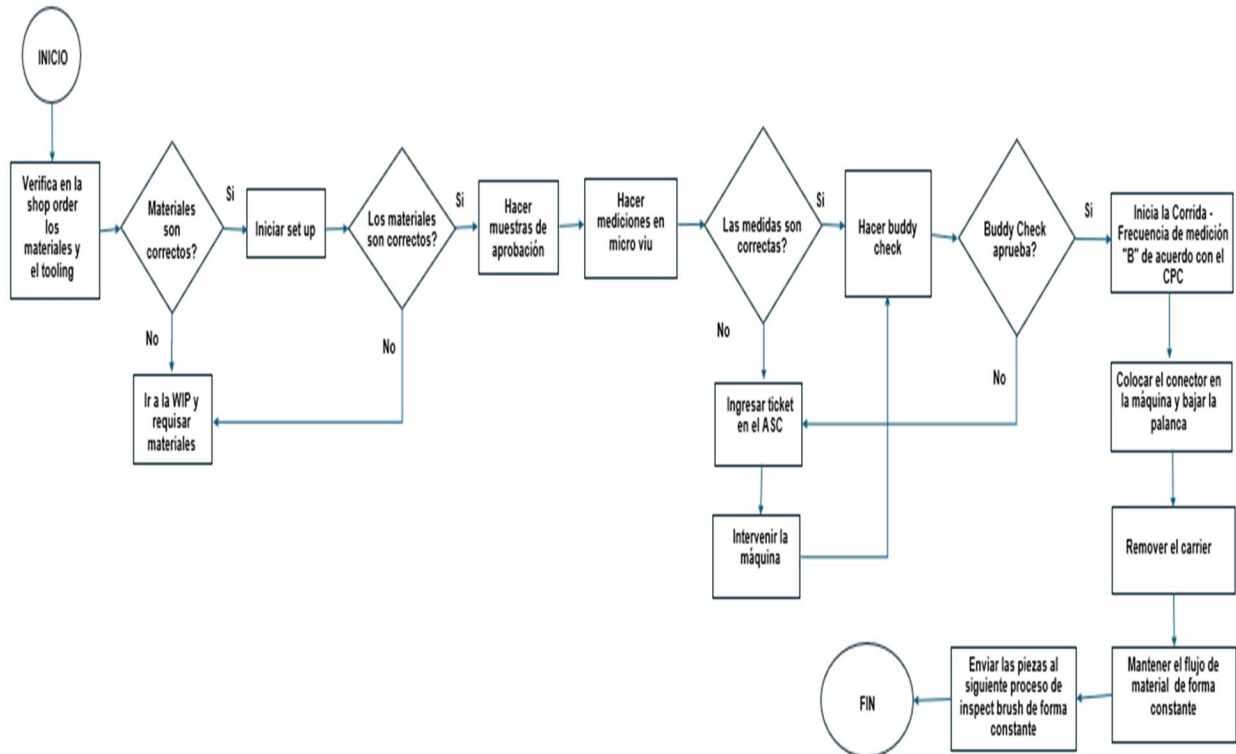 INICIO
Verifica en la
shop order
los
materiales y
el tooling
Materiales
son
correctos?
Si
No
Ir a la WIP y
requisar
materiales
Iniciar set up
Los materiales
son correctos?
Si
No
Hacer
muestras de
aprobación
Hacer
mediciones en
micro viu
Las medidas son
correctas?
Si
No
Ingresar ticket
en el ASC
Intervenir la
máquina
Hacer buddy
check
Buddy Check
aprueba?
Si
No
Inicia la Corrida -
Frecuencia de medición
"B" de acuerdo con el
CPC
Colocar el conector en
la máquina y bajar la
palanca
Remover el carrier
Mantener el flujo de
material de forma
constante
Enviar las piezas al
siguiente proceso de
inspect brush de forma
constante
FIN